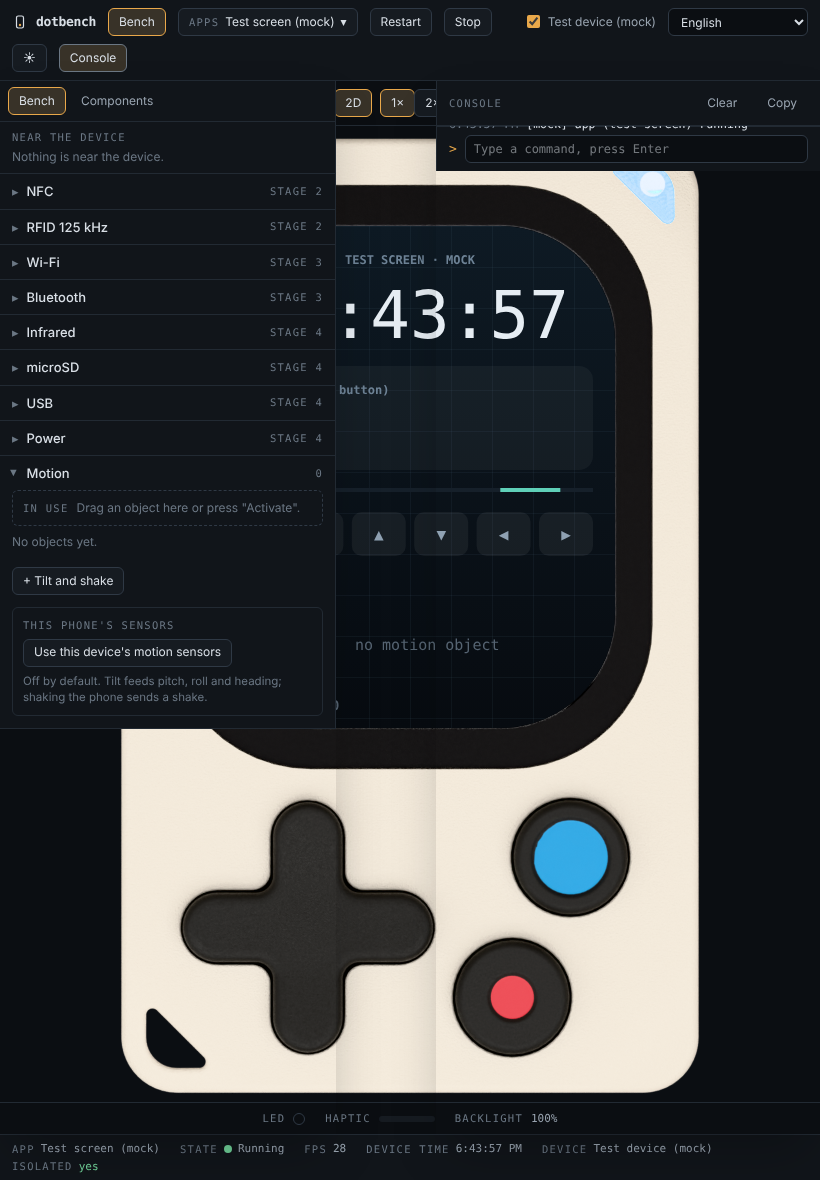 dotbench Bench APPS Test screen (mock) ▾ Restart Stop Test device (mock) English
☀ Console
Bench Components
2D 1× 2×
CONSOLE Clear Copy
> Type a command, press Enter
NEAR THE DEVICE
Nothing is near the device.
▸ NFC STAGE 2
▸ RFID 125 kHz STAGE 2
▸ Wi-Fi STAGE 3
▸ Bluetooth STAGE 3
▸ Infrared STAGE 4
▸ microSD STAGE 4
▸ USB STAGE 4
▸ Power STAGE 4
▾ Motion 0
IN USE Drag an object here or press "Activate".
No objects yet.
+ Tilt and shake
THIS PHONE'S SENSORS
Use this device's motion sensors
Off by default. Tilt feeds pitch, roll and heading;
shaking the phone sends a shake.
TEST SCREEN · MOCK
:43:57
button)
▲ ▼ ◀ ▶
no motion object
LED HAPTIC BACKLIGHT 100%
APP Test screen (mock) STATE Running FPS 28 DEVICE TIME 6:43:57 PM DEVICE Test device (mock)
ISOLATED yes